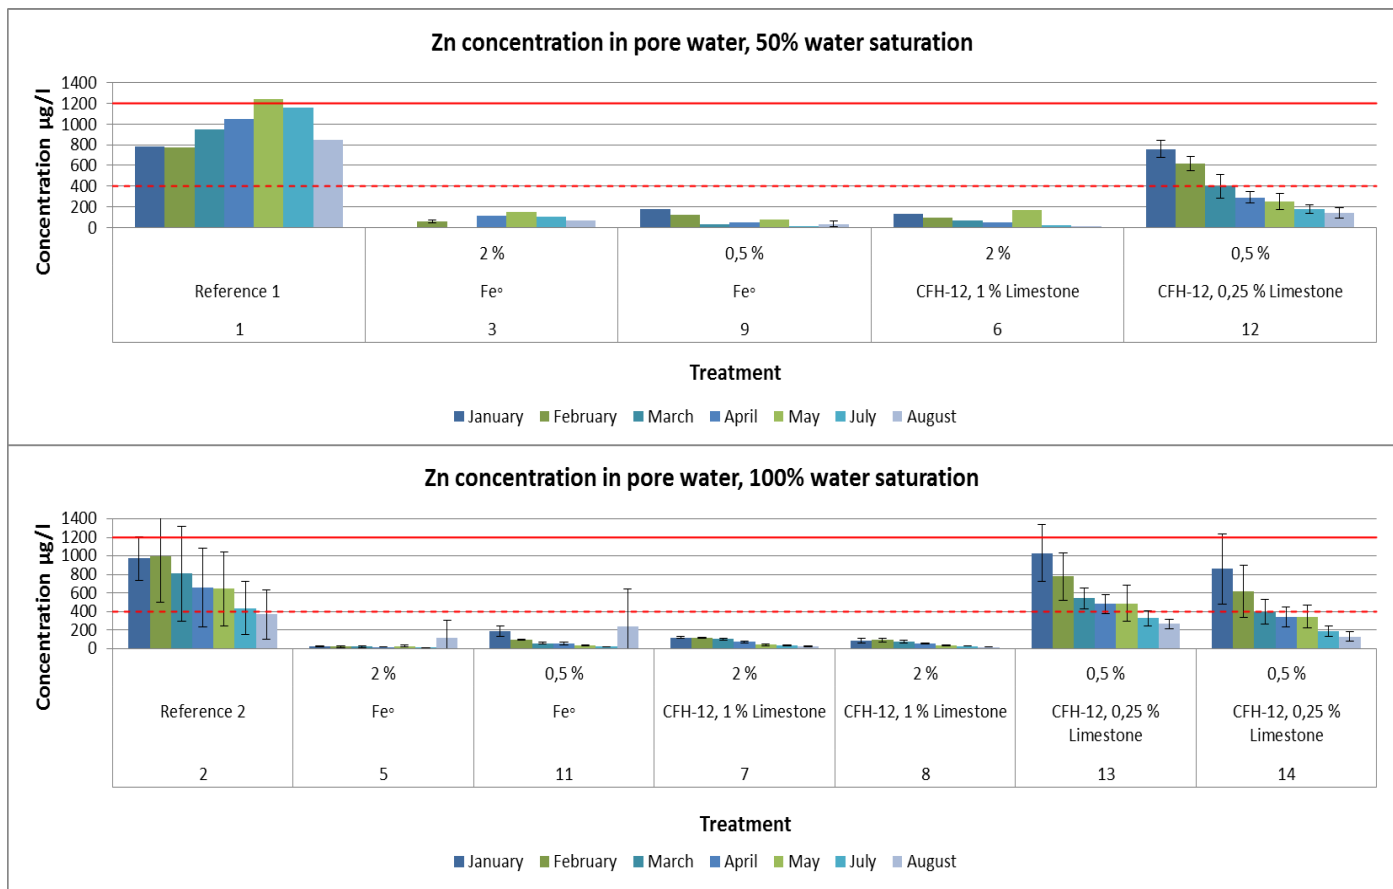 Zn concentration in pore water, 50% water saturation
Concentration µg/l
1400
1200
1000
800
600
400
200
0
2 % 0,5 % 2 % 0,5 %
Reference 1 Fe° Fe° CFH-12, 1 % Limestone CFH-12, 0,25 % Limestone
1 3 9 6 12
Treatment
January February March April May July August
Zn concentration in pore water, 100% water saturation
Concentration µg/l
1400
1200
1000
800
600
400
200
0
2 % 0,5 % 2 % 2 % 0,5 % 0,5 %
Reference 2 Fe° Fe° CFH-12, 1 % Limestone CFH-12, 1 % Limestone CFH-12, 0,25 % CFH-12, 0,25 %
Limestone Limestone
2 5 11 7 8 13 14
Treatment
January February March April May July August